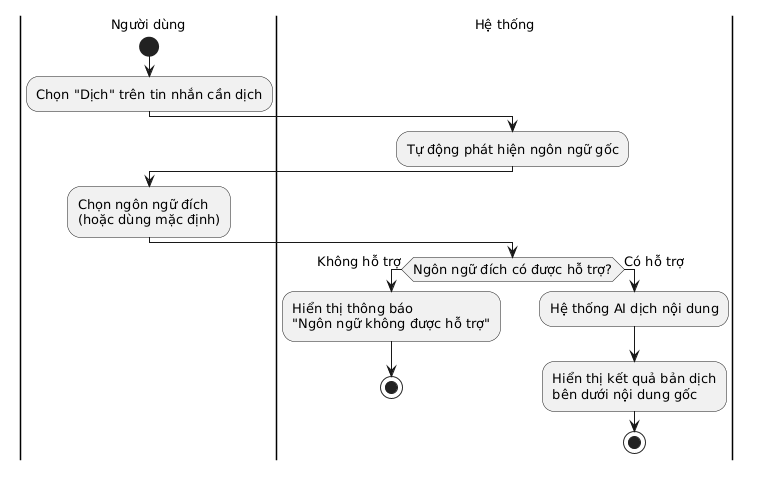 Người dùng
Hệ thống
Chọn "Dịch" trên tin nhắn cần dịch
Tự động phát hiện ngôn ngữ gốc
Chọn ngôn ngữ đích
(hoặc dùng mặc định)
Không hỗ trợ
Ngôn ngữ đích có được hỗ trợ?
Có hỗ trợ
Hiển thị thông báo
"Ngôn ngữ không được hỗ trợ"
Hệ thống AI dịch nội dung
Hiển thị kết quả bản dịch
bên dưới nội dung gốc